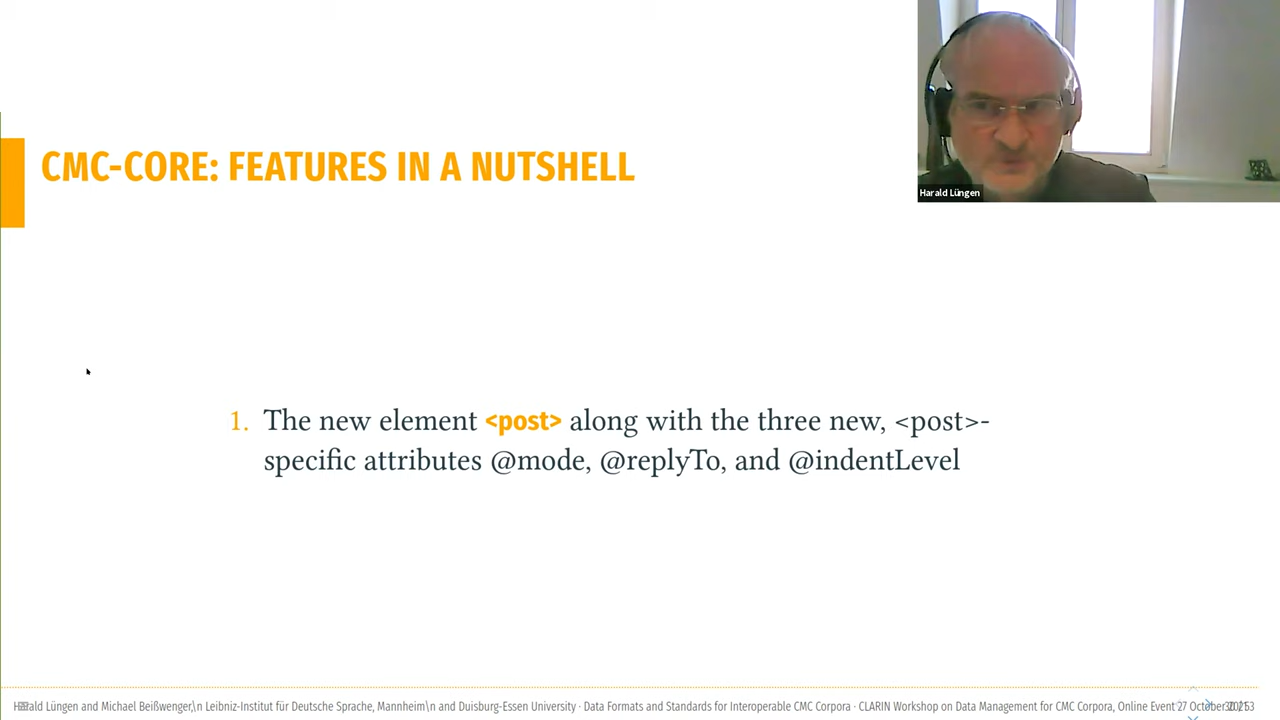 CMC-CORE: FEATURES IN A NUTSHELL
Harald Lüngen
1. The new element <post> along with the three new, <post>-
specific attributes @mode, @replyTo, and @indentLevel
Harald Lüngen and Michael Beißwenger,\n Leibniz-Institut für Deutsche Sprache, Mannheim\n and Duisburg-Essen University · Data Formats and Standards for Interoperable CMC Corpora · CLARIN Workshop on Data Management for CMC Corpora, Online Event 27 October